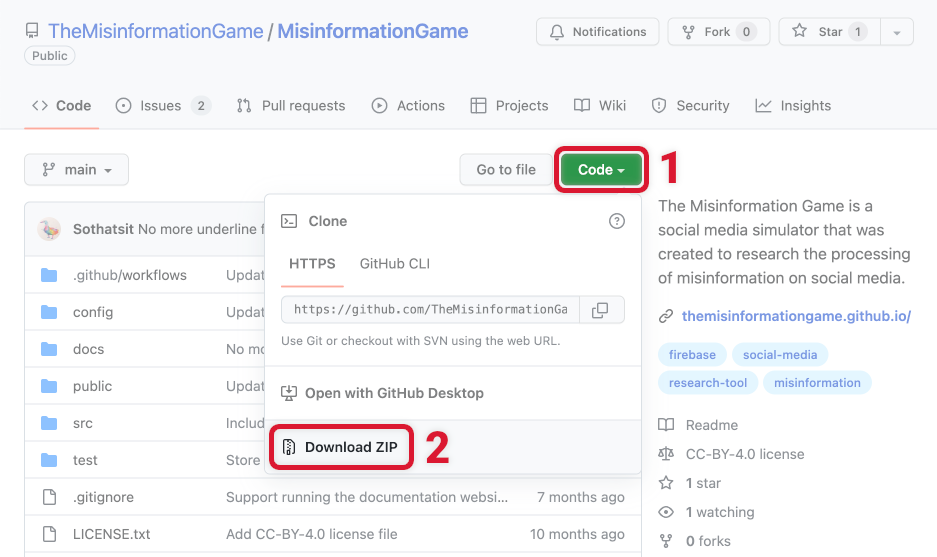 TheMisinformationGame / MisinformationGame
Notifications
Fork 0
Star 1
Public
Code
Issues 2
Pull requests
Actions
Projects
Wiki
Security
Insights
main
Go to file
Code
1
Sothatsit No more underline f
.github/workflows Updat
config Updat
docs No mo
public Updat
src Includ
test Store
.gitignore Support running the documentation websi... 7 months ago
LICENSE.txt Add CC-BY-4.0 license file 10 months ago
Clone
HTTPS
GitHub CLI
https://github.com/TheMisinformationGa
Use Git or checkout with SVN using the web URL.
Open with GitHub Desktop
Download ZIP
2
The Misinformation Game is a
social media simulator that was
created to research the processing
of misinformation on social media.
themisinformationgame.github.io/
firebase social-media
research-tool misinformation
Readme
CC-BY-4.0 license
1 star
1 watching
0 forks